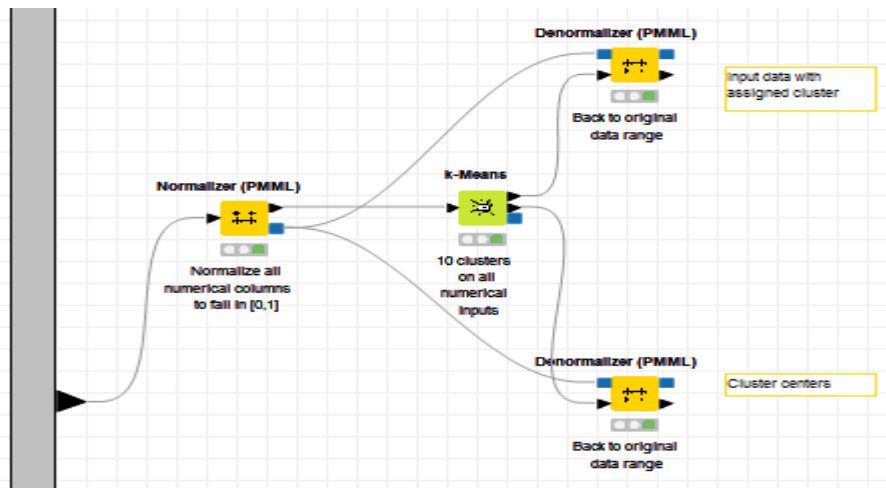 Denormalizer (PMML)
Input data with
assigned cluster
Back to original
data range
k-Means
Normalizer (PMML)
10 clusters
on all
numerical
inputs
Normalize all
numerical columns
to fall in [0,1]
Denormalizer (PMML)
Cluster centers
Back to original
data range